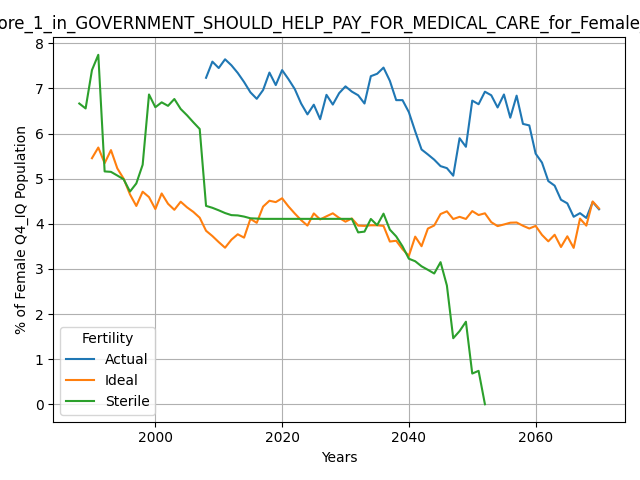 ore_1_in_GOVERNMENT_SHOULD_HELP_PAY_FOR_MEDICAL_CARE_for_Female
% of Female Q4_IQ Population
8
7
6
5
4
3
2
1
0
Fertility
Actual
Ideal
Sterile
2000 2020 2040 2060
Years